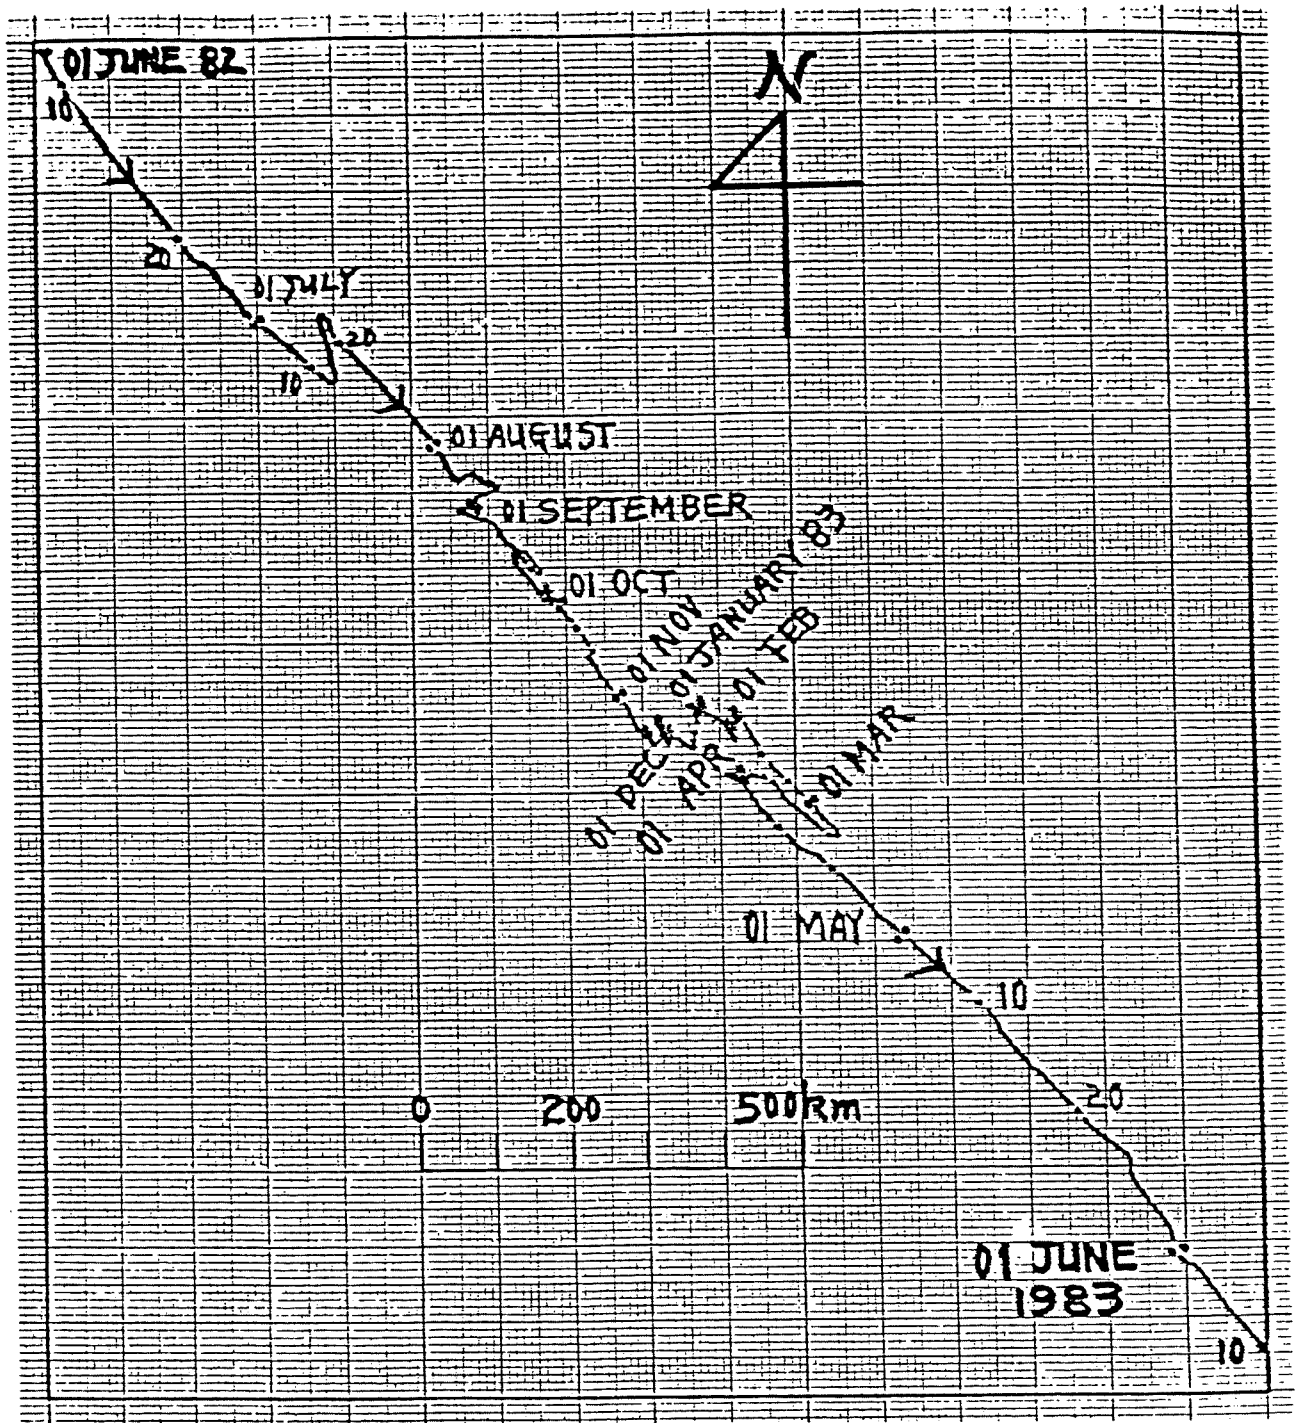 01 JUNE 82
N
10
20
01 JULY
20
10
01 AUGUST
01 SEPTEMBER
01 OCT
01 NOV
01 JANUARY 83
01 FEB
01 DEC
01 APR
01 MAR
01 MAY
10
0 200 500km
20
01 JUNE
1983
10